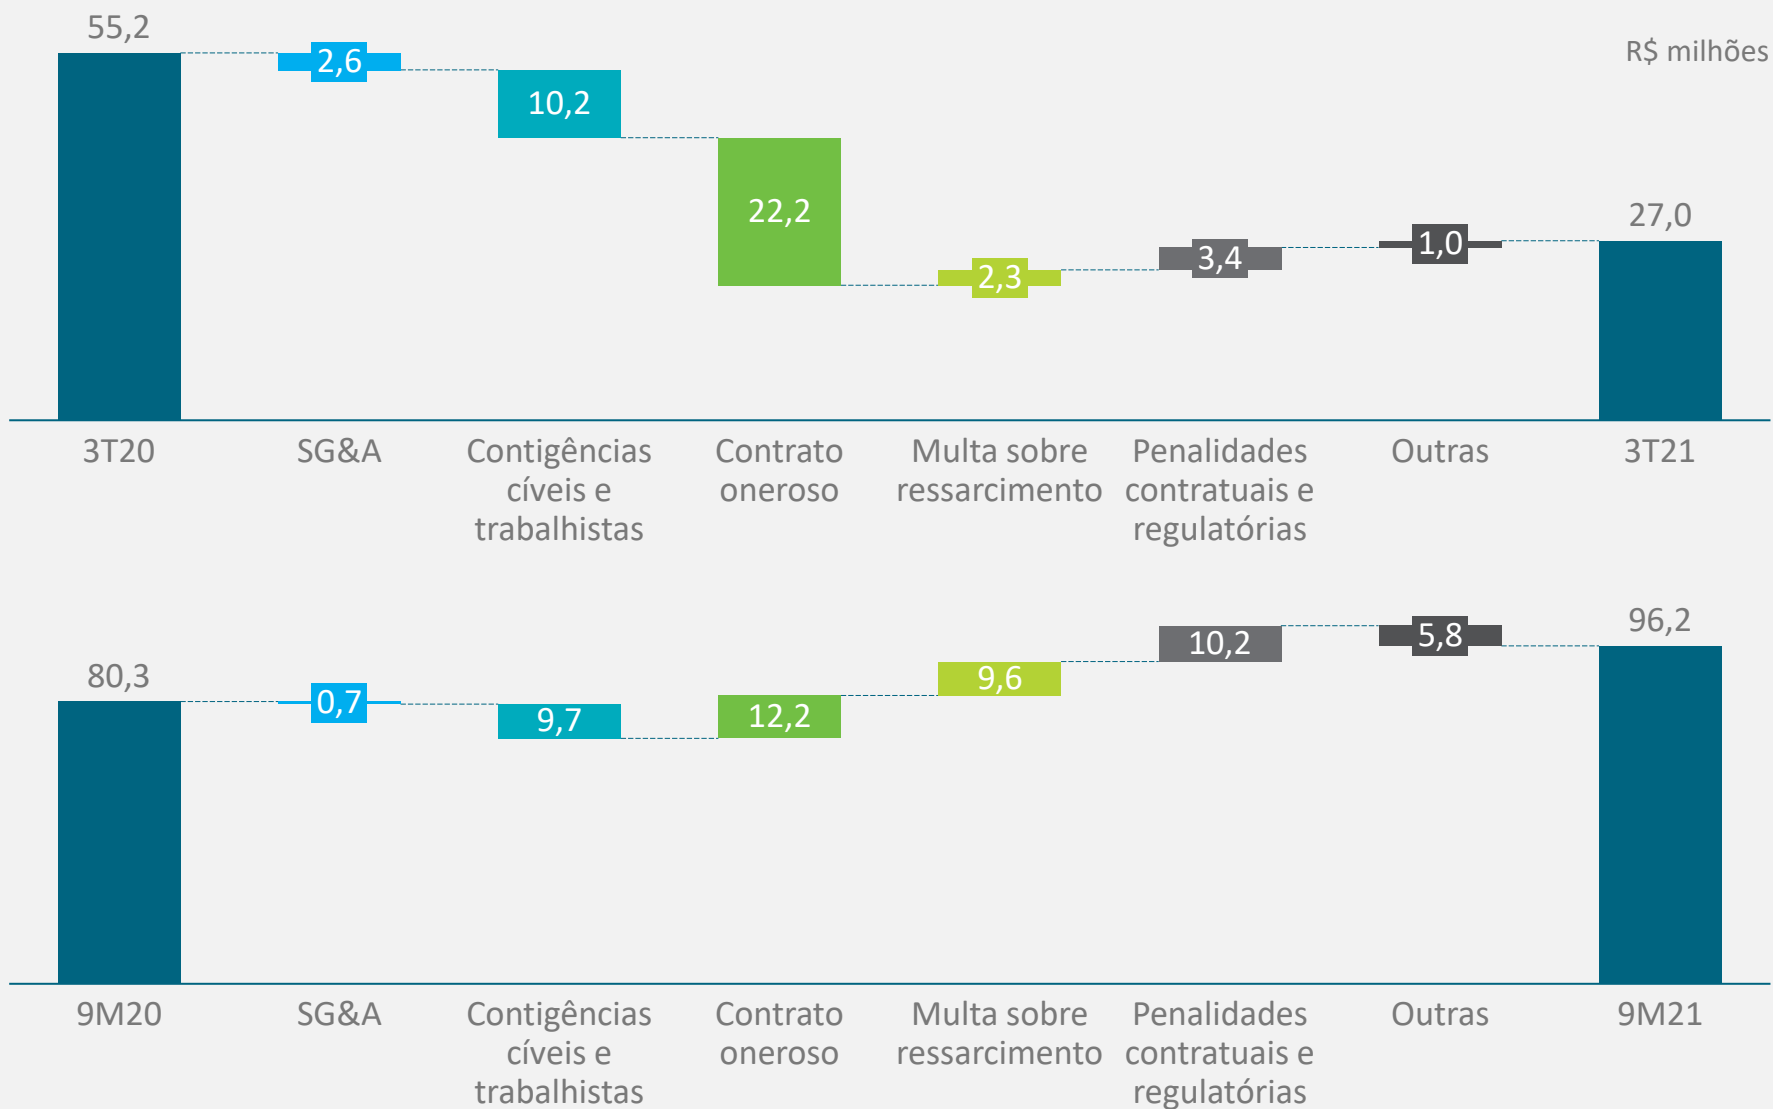 55,2
R$ milhões
2,6
10,2
22,2
2,3
3,4
1,0
27,0
3T20
SG&A
Contigências
cíveis e
trabalhistas
Contrato
oneroso
Multa sobre
ressarcimento
Penalidades
contratuais e
regulatórias
Outras
3T21
80,3
0,7
9,7
12,2
9,6
10,2
5,8
96,2
9M20
SG&A
Contigências
cíveis e
trabalhistas
Contrato
oneroso
Multa sobre
ressarcimento
Penalidades
contratuais e
regulatórias
Outras
9M21